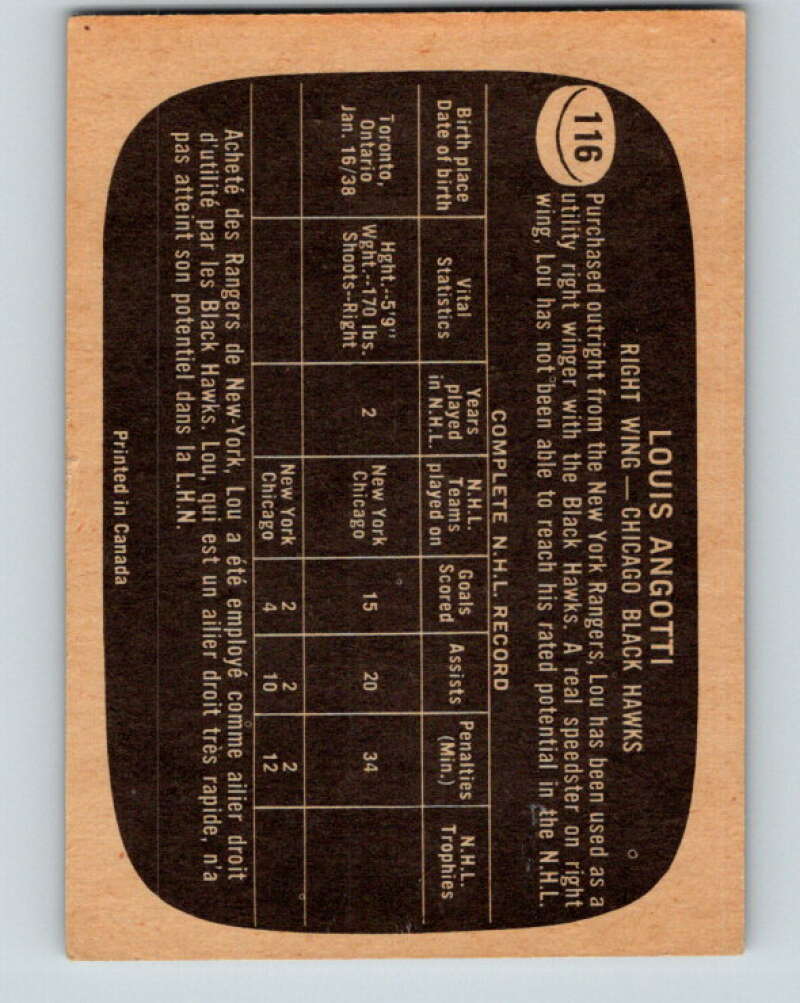 116
LOUIS ANGOTTI
RIGHT WING — CHICAGO BLACK HAWKS
Purchased outright from the New York Rangers, Lou has been used as a
utility right winger with the Black Hawks. A real speedster on right
wing, Lou has not been able to reach his rated potential in the N.H.L.
COMPLETE N.H.L. RECORD
Birth place
Date of birth
Vital
Statistics
Years
played
in N.H.L.
N.H.L.
Teams
played on
Goals
Scored
Assists
Penalties
(Min.)
N.H.L.
Trophies
Toronto,
Ontario
Jan. 16/38
Hght.--5'9"
Wght.--170 lbs.
Shoots--Right
2
New York
Chicago
15
20
34
New York 2 2 2
Chicago 4 10 12
Acheté des Rangers de New-York, Lou a été employé comme ailier droit
d'utilité par les Black Hawks. Lou, qui est un ailier droit très rapide, n'a
pas atteint son potentiel dans la L.H.N.
Printed in Canada